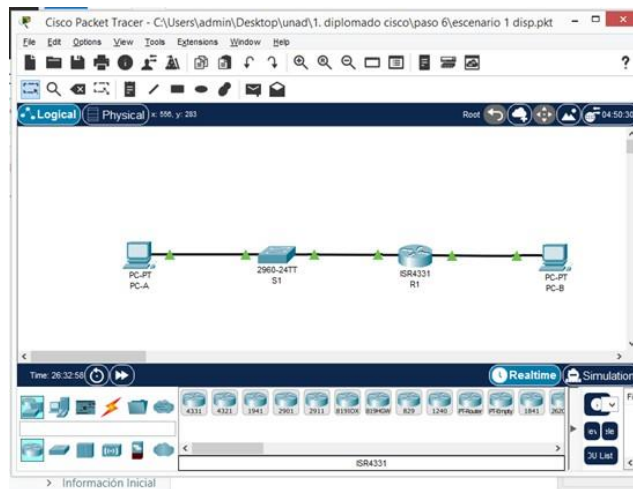 Cisco Packet Tracer - C:\Users\admin\Desktop\unad\1. diplomado cisco\paso 6\escenario 1 disp.pkt
File Edit Options View Tools Extensions Window Help
?
Logical Physical x: 556, y: 283 Root 04:50:30
PC-PT
PC-A
2960-24TT
S1
ISR4331
R1
PC-PT
PC-B
Time: 26:32:58 Realtime Simulation
4331 4321 1941 2901 2911 819IOX 819HGW 829 1240 PT-Router PT-Empty 1841 2620
ISR4331
Información Inicial